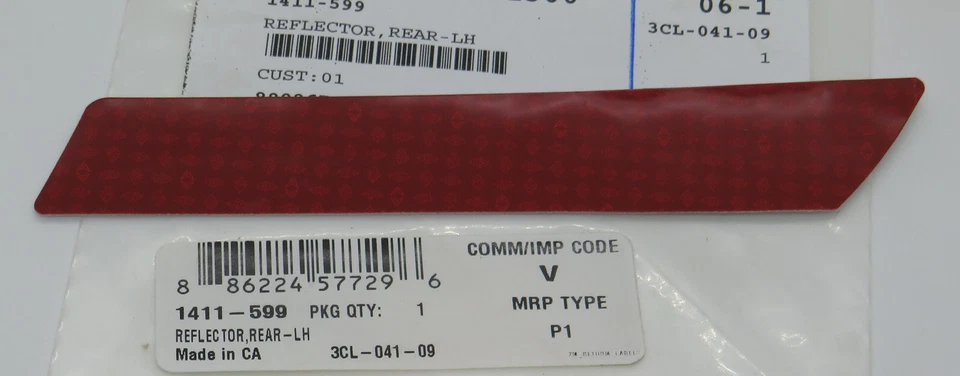 1411-599
06-1
REFLECTOR,REAR-LH
3CL-041-09
1
CUST:01
8 86224 57729 6
COMM/IMP CODE
V
1411-599 PKG QTY: 1
MRP TYPE
REFLECTOR,REAR-LH
P1
Made in CA 3CL-041-09